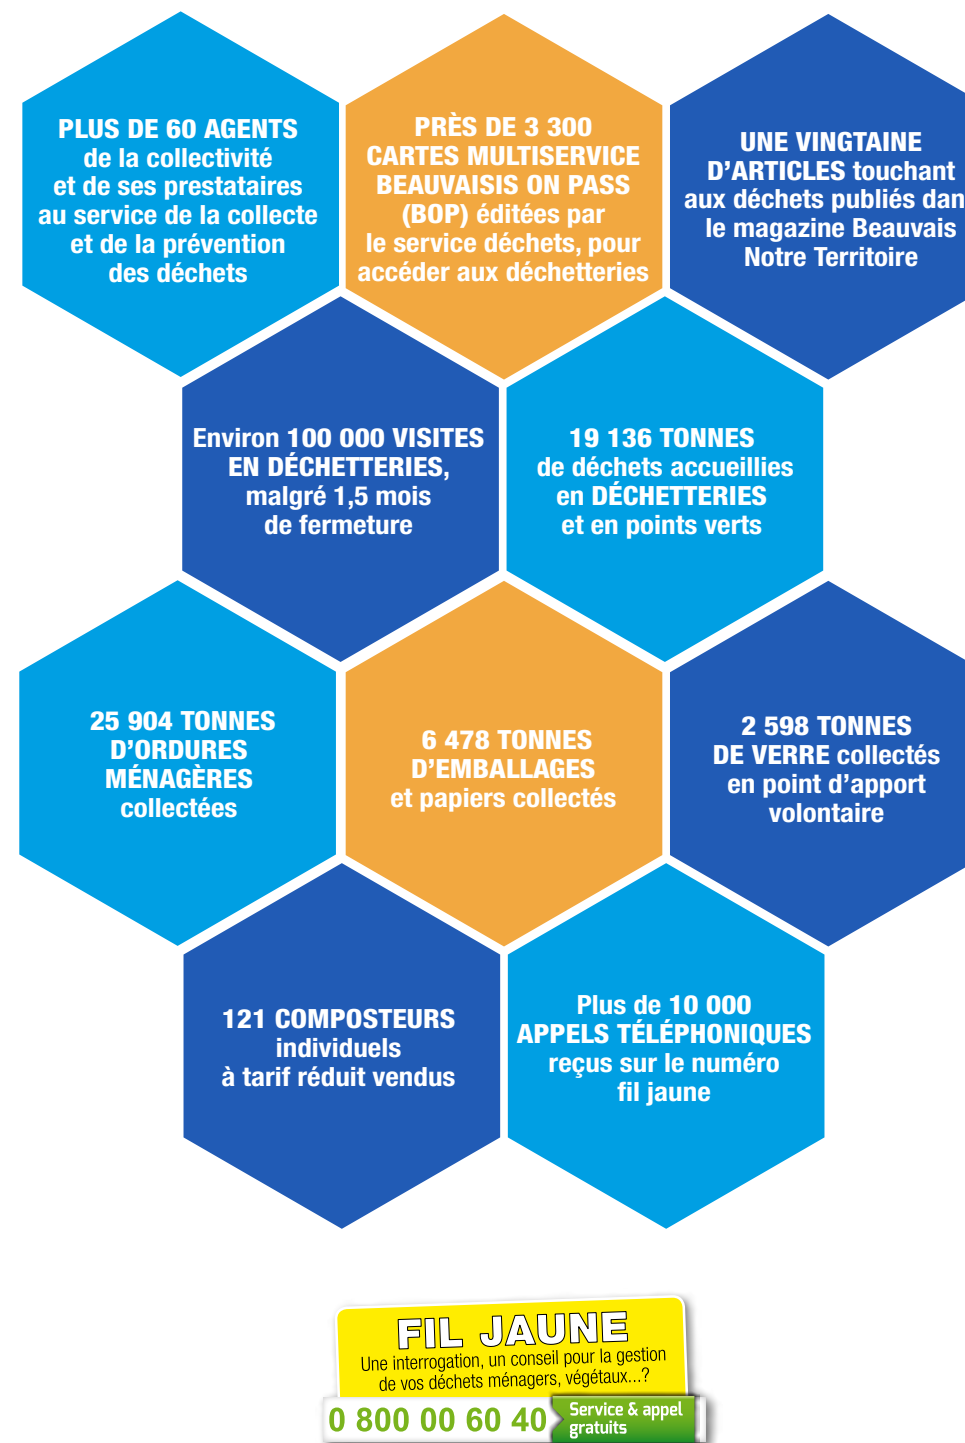 PLUS DE 60 AGENTS
de la collectivité
et de ses prestataires
au service de la collecte
et de la prévention
des déchets
PRÈS DE 3 300
CARTES MULTISERVICE
BEAUVAISIS ON PASS
(BOP) éditées par
le service déchets, pour
accéder aux déchetteries
UNE VINGTAINE
D'ARTICLES touchant
aux déchets publiés dan
le magazine Beauvais
Notre Territoire
Environ 100 000 VISITES
EN DÉCHETTERIES,
malgré 1,5 mois
de fermeture
19 136 TONNES
de déchets accueillies
en DÉCHETTERIES
et en points verts
25 904 TONNES
D'ORDURES
MÉNAGÈRES
collectées
6 478 TONNES
D'EMBALLAGES
et papiers collectés
2 598 TONNES
DE VERRE collectés
en point d'apport
volontaire
121 COMPOSTEURS
individuels
à tarif réduit vendus
Plus de 10 000
APPELS TÉLÉPHONIQUES
reçus sur le numéro
fil jaune
FIL JAUNE
Une interrogation, un conseil pour la gestion
de vos déchets ménagers, végétaux...?
0 800 00 60 40
Service & appel
gratuits